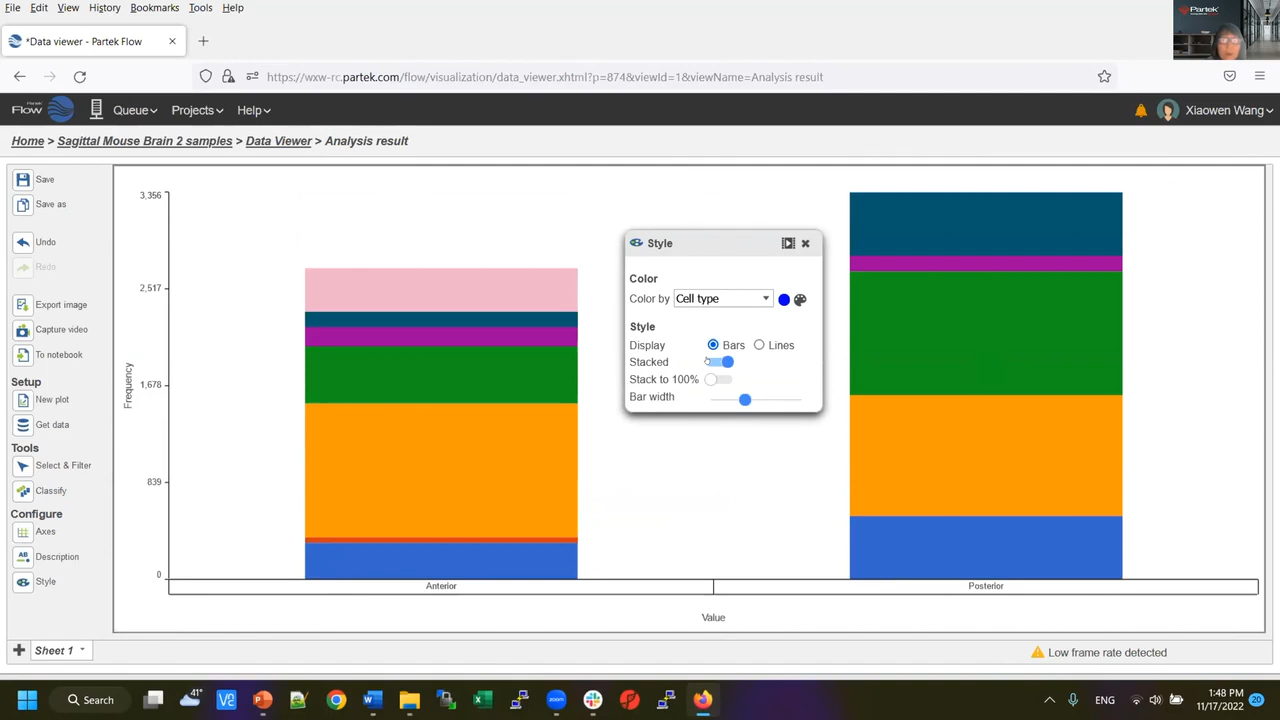 File Edit View History Bookmarks Tools Help
Partek
*Data viewer - Partek Flow
https://wxw-rc.partek.com/flow/visualization/data_viewer.xhtml?p=874&viewId=1&viewName=Analysis result
Partek
Flow Queue Projects Help Xiaowen Wang
Home > Sagittal Mouse Brain 2 samples > Data Viewer > Analysis result
Save
Save as
Undo
Redo
Export image
Capture video
To notebook
Setup
New plot
Get data
Tools
Select & Filter
Classify
Configure
Axes
AB Description
Style
3,356
2,517
1,678
839
0
Frequency
Anterior Posterior
Value
Style
Color
Color by Cell type
Style
Display Bars Lines
Stacked
Stack to 100%
Bar width
Sheet 1
Low frame rate detected
Search
41°
ENG
1:48 PM
11/17/2022
20